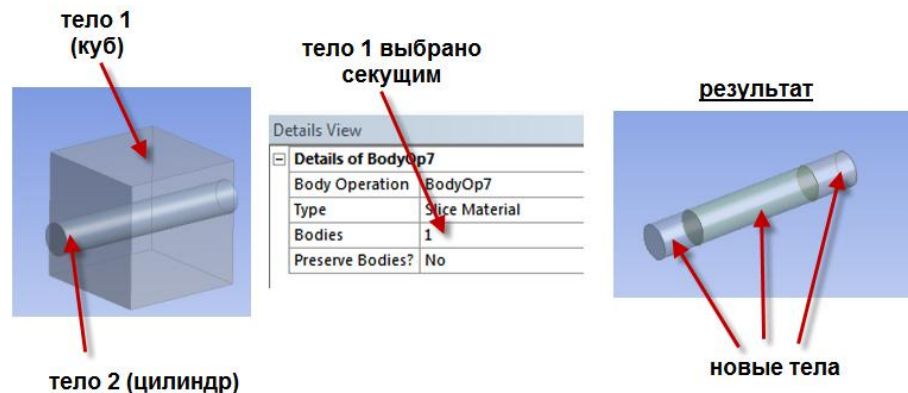 тело 1
(куб)
тело 1 выбрано
секущим
результат
Details View
Details of BodyOp7
Body Operation BodyOp7
Type Slice Material
Bodies 1
Preserve Bodies? No
тело 2 (цилиндр)
новые тела